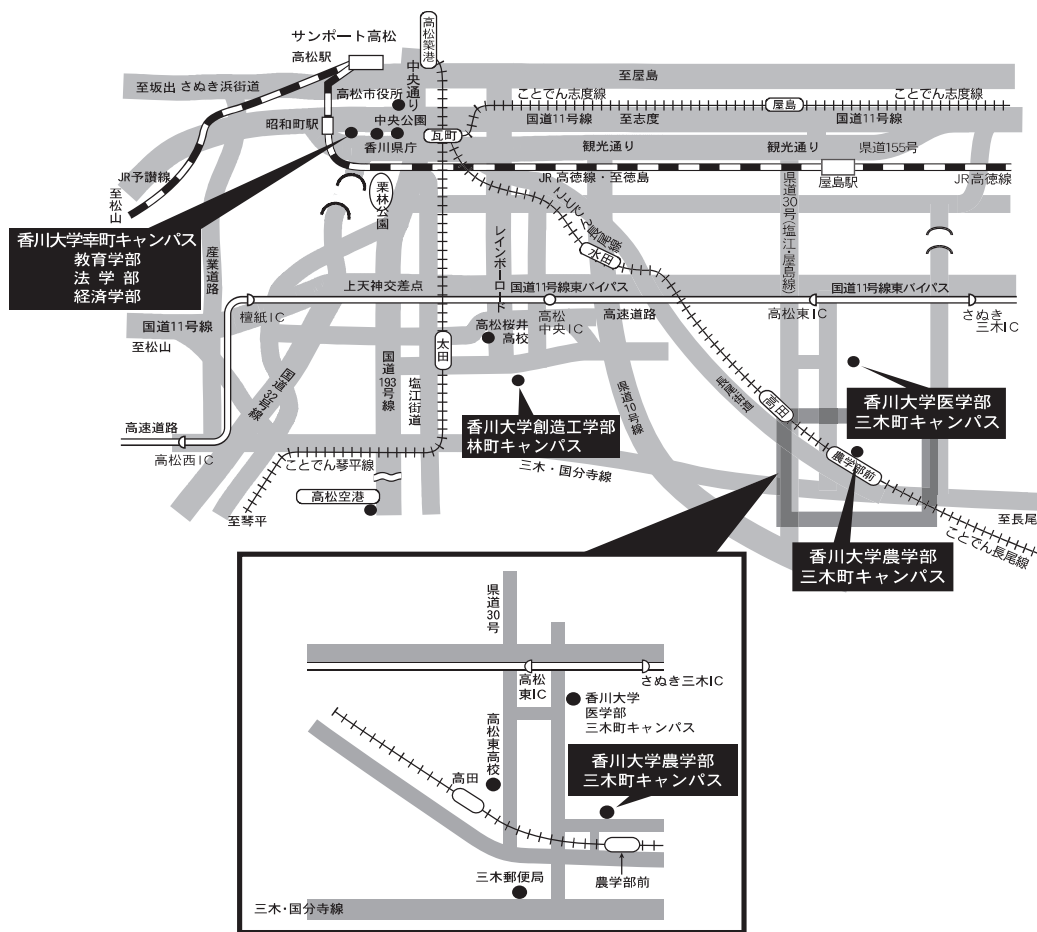 サンポート高松
高松駅
高松築港
中央通り
至屋島
至坂出 さぬき浜街道
高松市役所
ことでん志度線
屋島
ことでん志度線
昭和町駅
中央公園
国道11号線
至志度
国道11号線
瓦町
香川県庁
観光通り
観光通り
県道155号
JR予讃線
至松山
栗林公園
JR高徳線・至徳島
屋島駅
JR高徳線
香川大学幸町キャンパス
教育学部
法学部
経済学部
産業道路
レインボーロード
ことでん長尾線
水田
県道30号(塩江・屋島線)
上天神交差点
国道11号線東バイパス
国道11号線東バイパス
檀紙IC
高松中央IC
高速道路
高松東IC
さぬき三木IC
国道11号線
至松山
高松桜井高校
太田
国道32号線
国道193号線
塩江街道
県道10号線
長尾街道
高田
香川大学医学部
三木町キャンパス
香川大学創造工学部
林町キャンパス
高速道路
高松西IC
ことでん琴平線
三木・国分寺線
農学部前
高松空港
至琴平
至長尾
ことでん長尾線
香川大学農学部
三木町キャンパス
県道30号
高松東IC
さぬき三木IC
香川大学
医学部
三木町キャンパス
高松東高校
香川大学農学部
三木町キャンパス
高田
三木郵便局
農学部前
三木・国分寺線